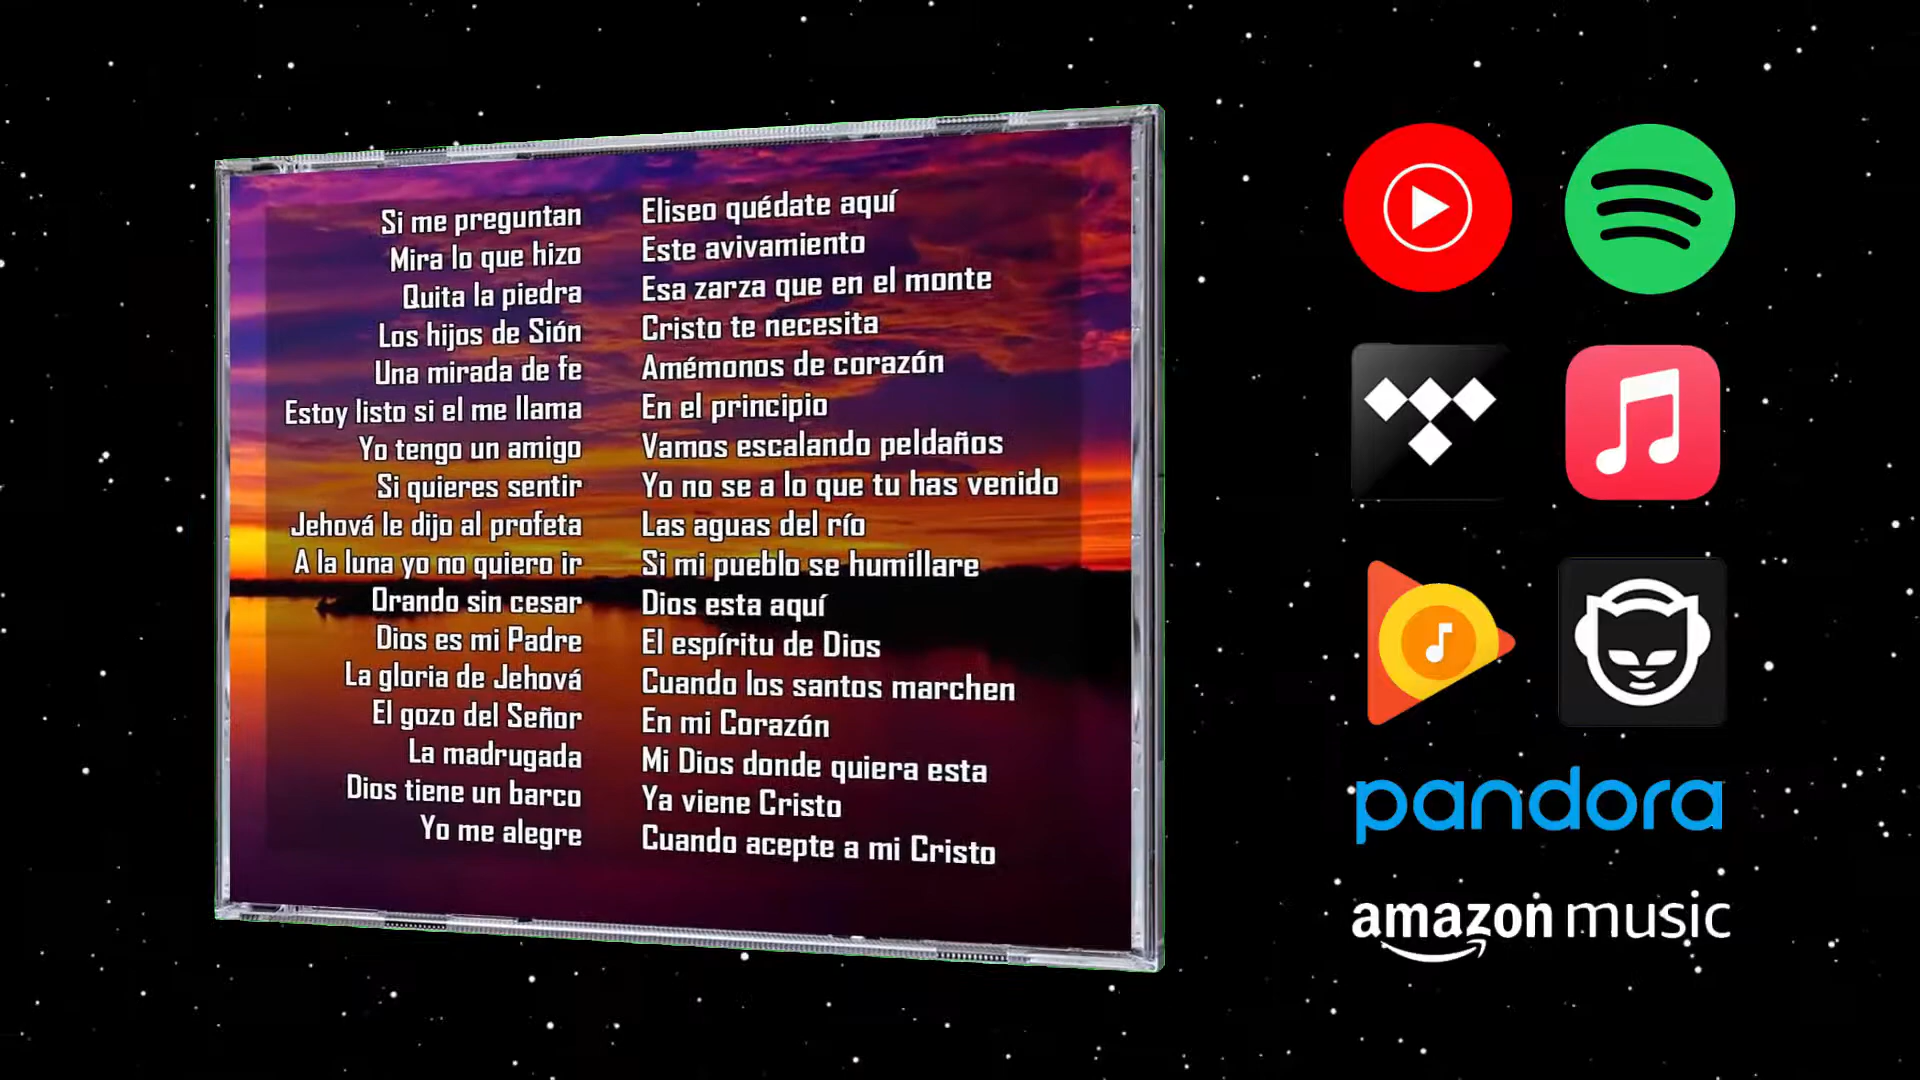 Si me preguntan
Mira lo que hizo
Quita la piedra
Los hijos de Sión
Una mirada de fe
Estoy listo si el me llama
Yo tengo un amigo
Si quieres sentir
Jehová le dijo al profeta
A la luna yo no quiero ir
Orando sin cesar
Dios es mi Padre
La gloria de Jehová
El gozo del Señor
La madrugada
Dios tiene un barco
Yo me alegre
Eliseo quédate aquí
Este avivamiento
Esa zarza que en el monte
Cristo te necesita
Amémonos de corazón
En el principio
Vamos escalando peldaños
Yo no se a lo que tu has venido
Las aguas del río
Si mi pueblo se humillare
Dios esta aquí
El espíritu de Dios
Cuando los santos marchen
En mi Corazón
Mi Dios donde quiera esta
Ya viene Cristo
Cuando acepte a mi Cristo
pandora
amazon music